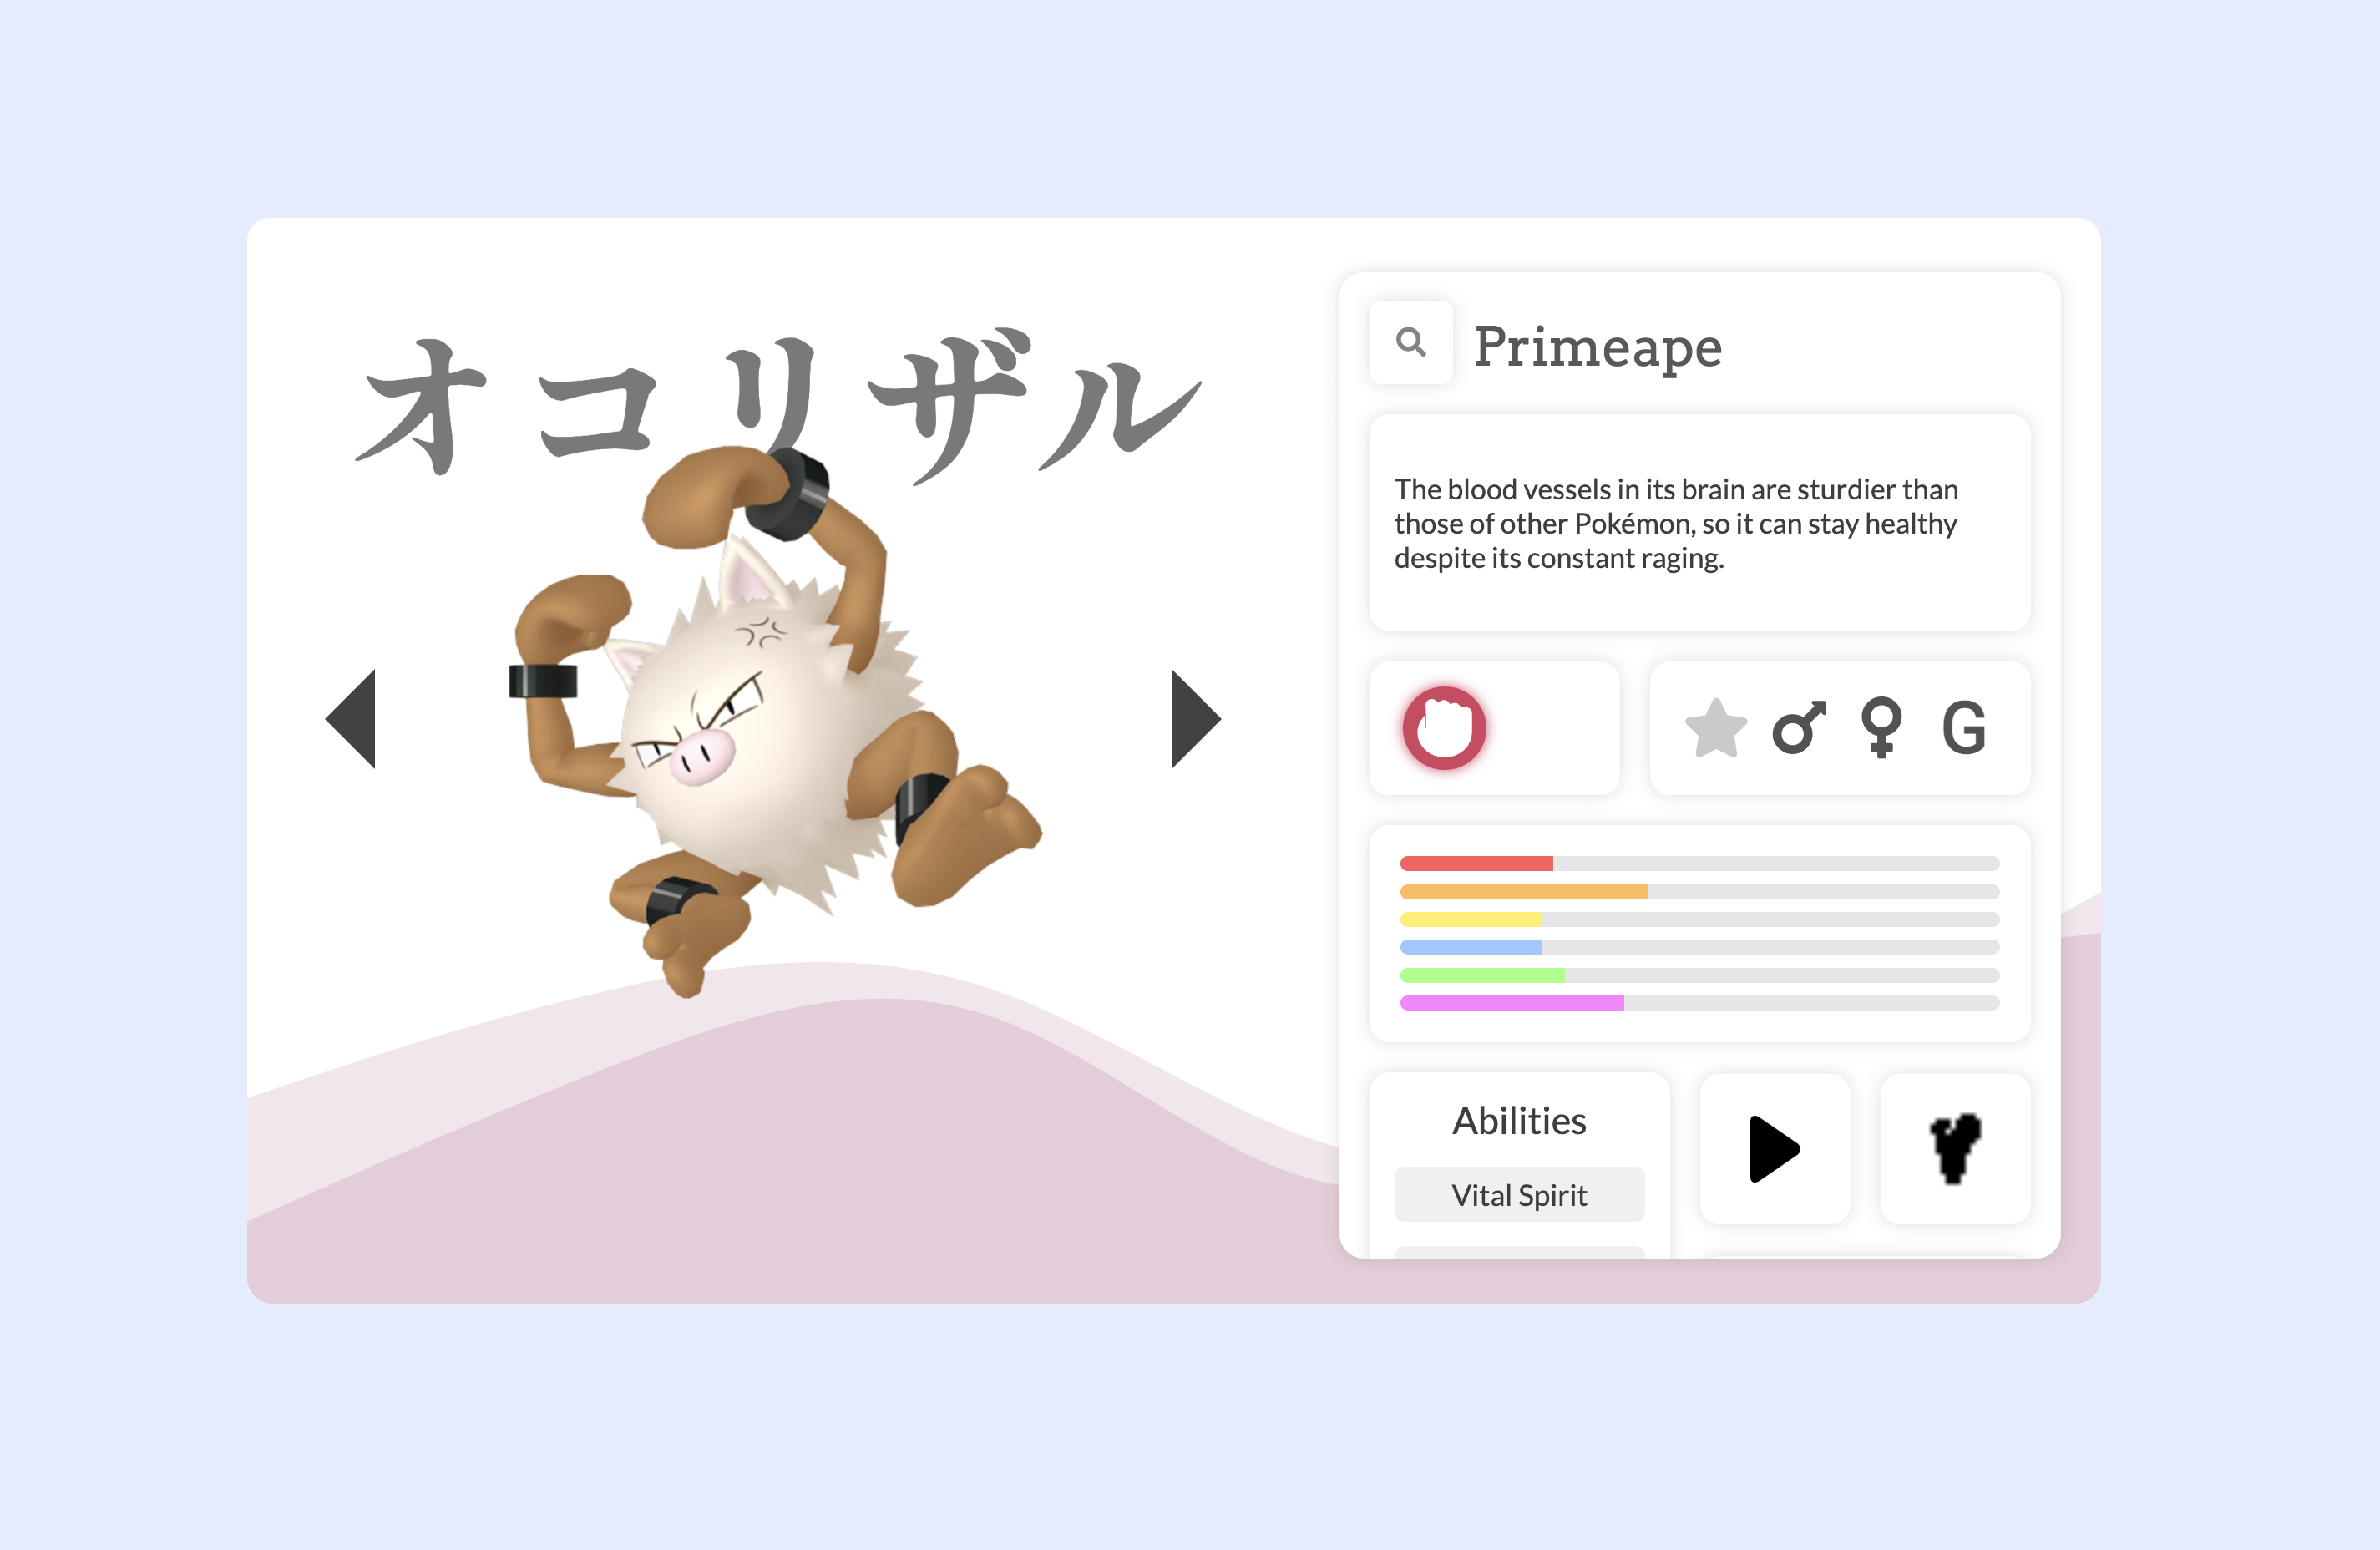 オコリザル
Primeape
The blood vessels in its brain are sturdier than
those of other Pokémon, so it can stay healthy
despite its constant raging.
G
Abilities
Vital Spirit